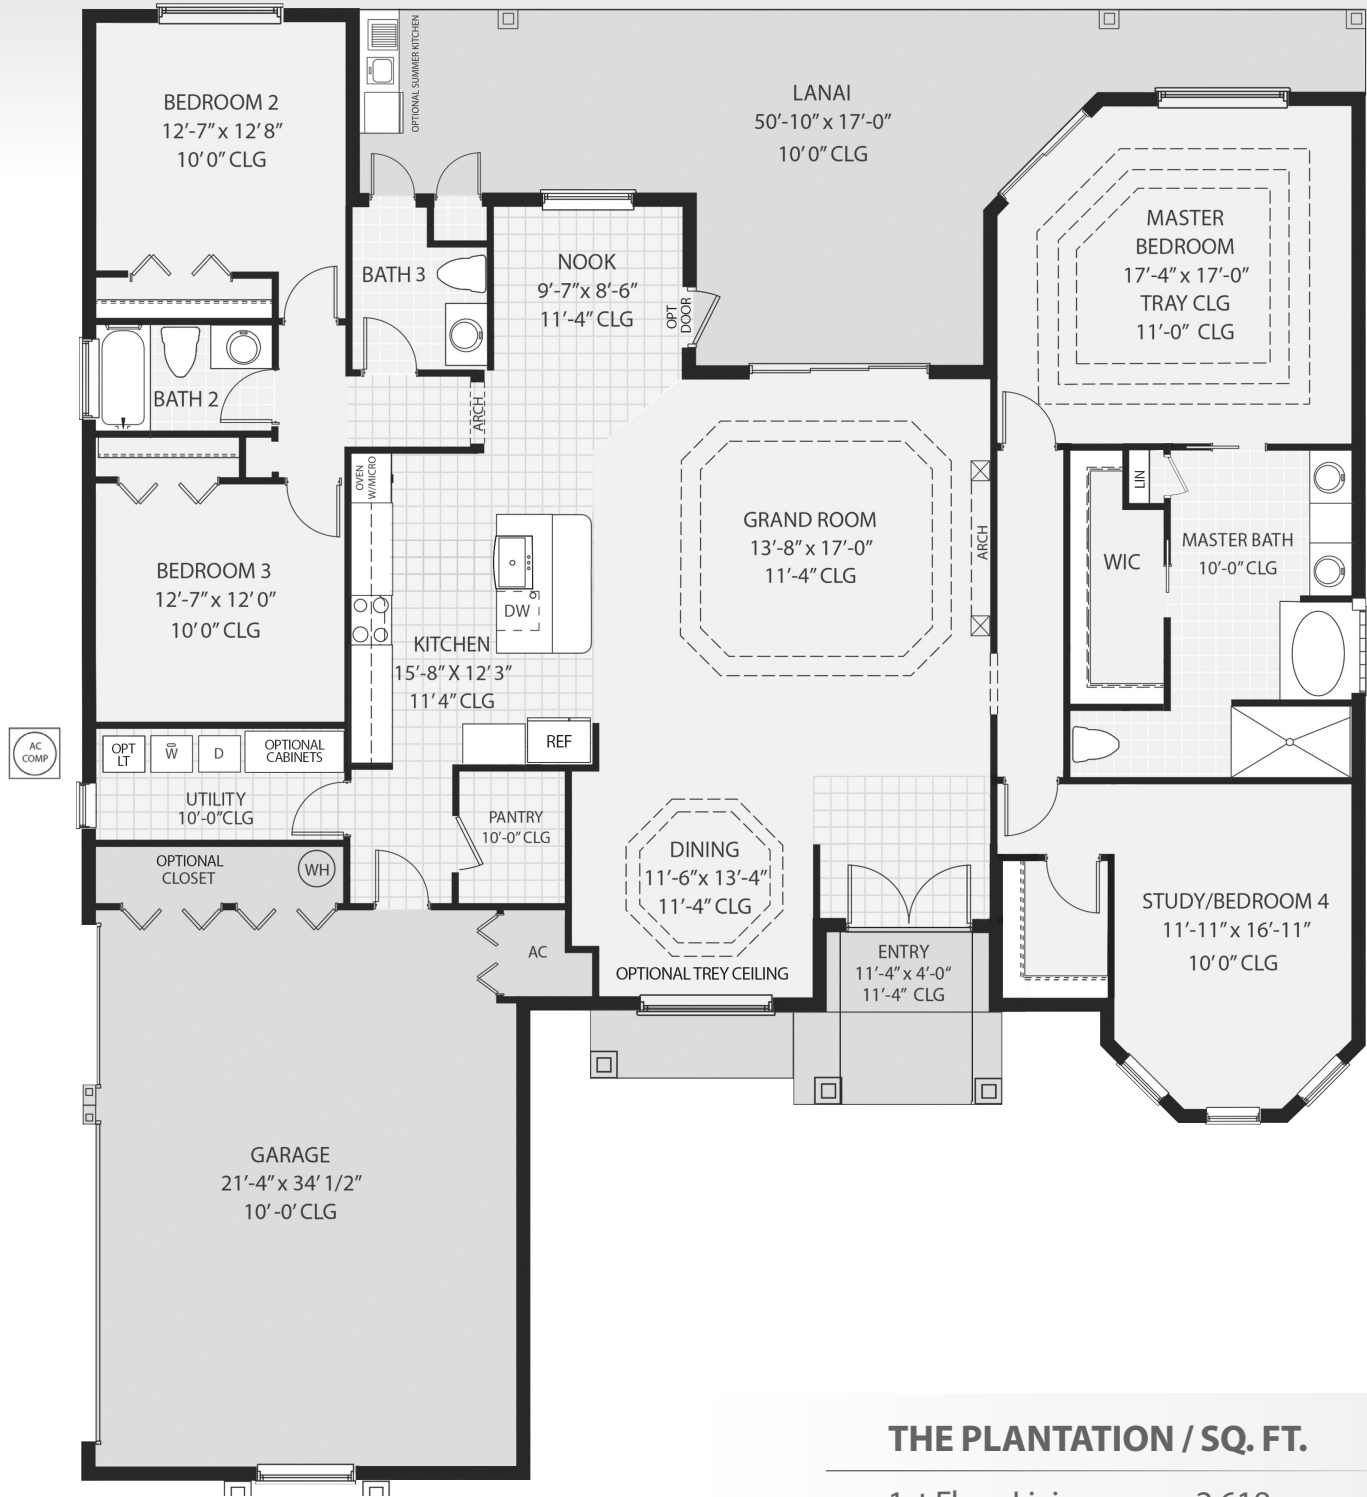 BEDROOM 2
12'-7" x 12' 8"
10' 0" CLG
OPTIONAL SUMMER KITCHEN
LANAI
50'-10" x 17'-0"
10' 0" CLG
MASTER
BEDROOM
17'-4" x 17'-0"
TRAY CLG
11'-0" CLG
BATH 3
NOOK
9'-7" x 8'-6"
11'-4" CLG
OPT
DOOR
BATH 2
ARCH
OVEN
W/MICRO
GRAND ROOM
13'-8" x 17'-0"
11'-4" CLG
ARCH
LIN
WIC
MASTER BATH
10'-0" CLG
BEDROOM 3
12'-7" x 12' 0"
10' 0" CLG
DW
KITCHEN
15'-8" X 12' 3"
11' 4" CLG
REF
AC
COMP
OPT
LT
W
D
OPTIONAL
CABINETS
UTILITY
10'-0"CLG
PANTRY
10'-0" CLG
OPTIONAL
CLOSET
WH
DINING
11'-6"x 13'-4"
11'-4" CLG
OPTIONAL TREY CEILING
AC
ENTRY
11'-4" x 4'-0"
11'-4" CLG
STUDY/BEDROOM 4
11'-11" x 16'-11"
10' 0" CLG
GARAGE
21'-4" x 34' 1/2"
10' -0' CLG
THE PLANTATION / SQ. FT.
1st Floor Living 2,618